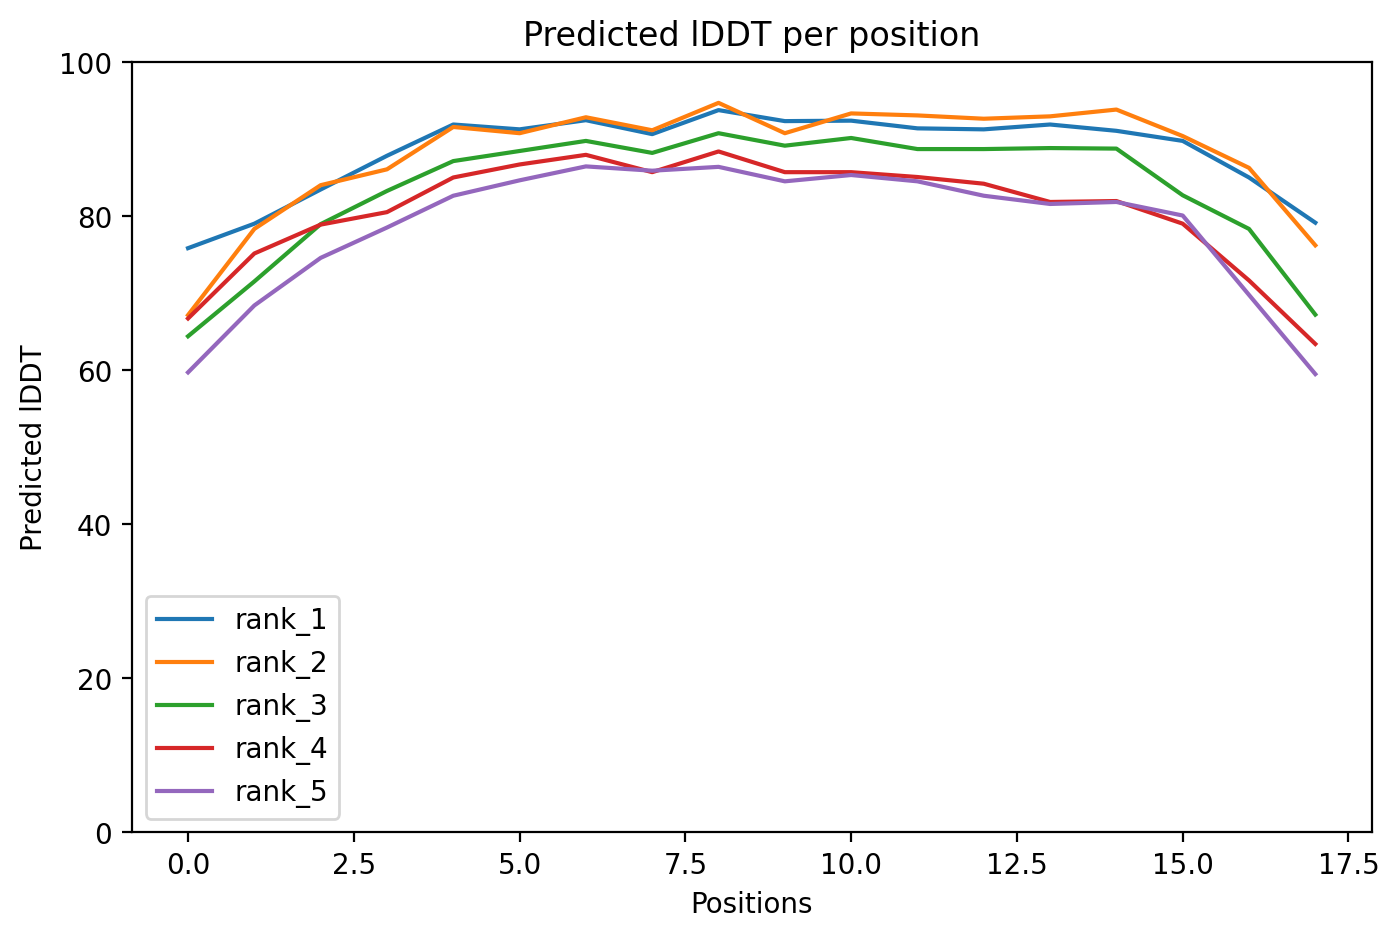 Predicted lDDT per position
100
80
60
40
20
0
Predicted lDDT
rank_1
rank_2
rank_3
rank_4
rank_5
0.0 2.5 5.0 7.5 10.0 12.5 15.0 17.5
Positions